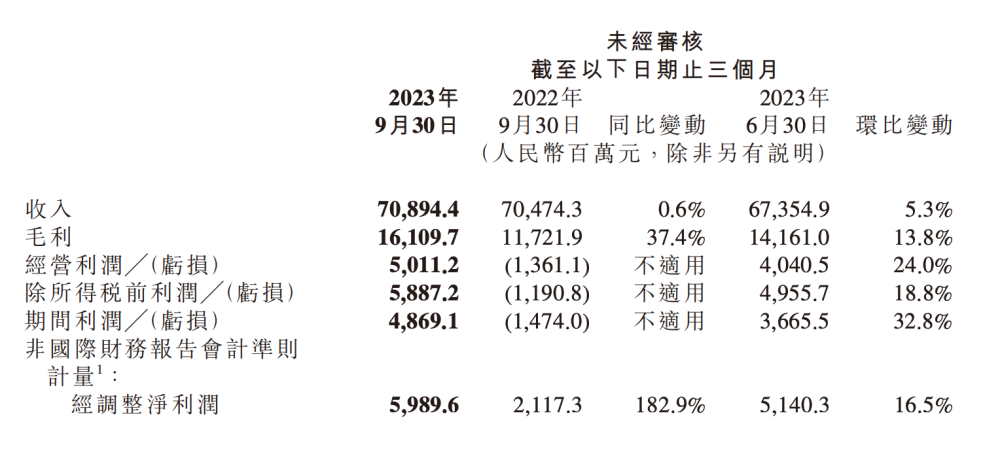 未經審核
截至以下日期止三個月
2023年 2022年 2023年
9月30日 9月30日 同比變動 6月30日 環比變動
(人民幣百萬元，除非另有說明)
收入 70,894.4 70,474.3 0.6% 67,354.9 5.3%
毛利 16,109.7 11,721.9 37.4% 14,161.0 13.8%
經營利潤╱(虧損) 5,011.2 (1,361.1) 不適用 4,040.5 24.0%
除所得稅前利潤╱(虧損) 5,887.2 (1,190.8) 不適用 4,955.7 18.8%
期間利潤╱(虧損) 4,869.1 (1,474.0) 不適用 3,665.5 32.8%
非國際財務報告會計準則
計量1：
經調整淨利潤 5,989.6 2,117.3 182.9% 5,140.3 16.5%